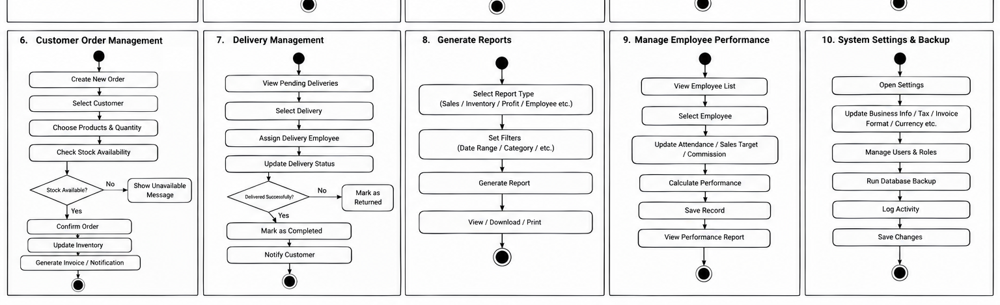 6. Customer Order Management
Create New Order
Select Customer
Choose Products & Quantity
Check Stock Availability
Stock Available?
No
Show Unavailable
Message
Yes
Confirm Order
Update Inventory
Generate Invoice / Notification
7. Delivery Management
View Pending Deliveries
Select Delivery
Assign Delivery Employee
Update Delivery Status
Delivered Successfully?
No
Mark as
Returned
Yes
Mark as Completed
Notify Customer
8. Generate Reports
Select Report Type
(Sales / Inventory / Profit / Employee etc.)
Set Filters
(Date Range / Category / etc.)
Generate Report
View / Download / Print
9. Manage Employee Performance
View Employee List
Select Employee
Update Attendance / Sales Target
/ Commission
Calculate Performance
Save Record
View Performance Report
10. System Settings & Backup
Open Settings
Update Business Info / Tax / Invoice
Format / Currency etc.
Manage Users & Roles
Run Database Backup
Log Activity
Save Changes